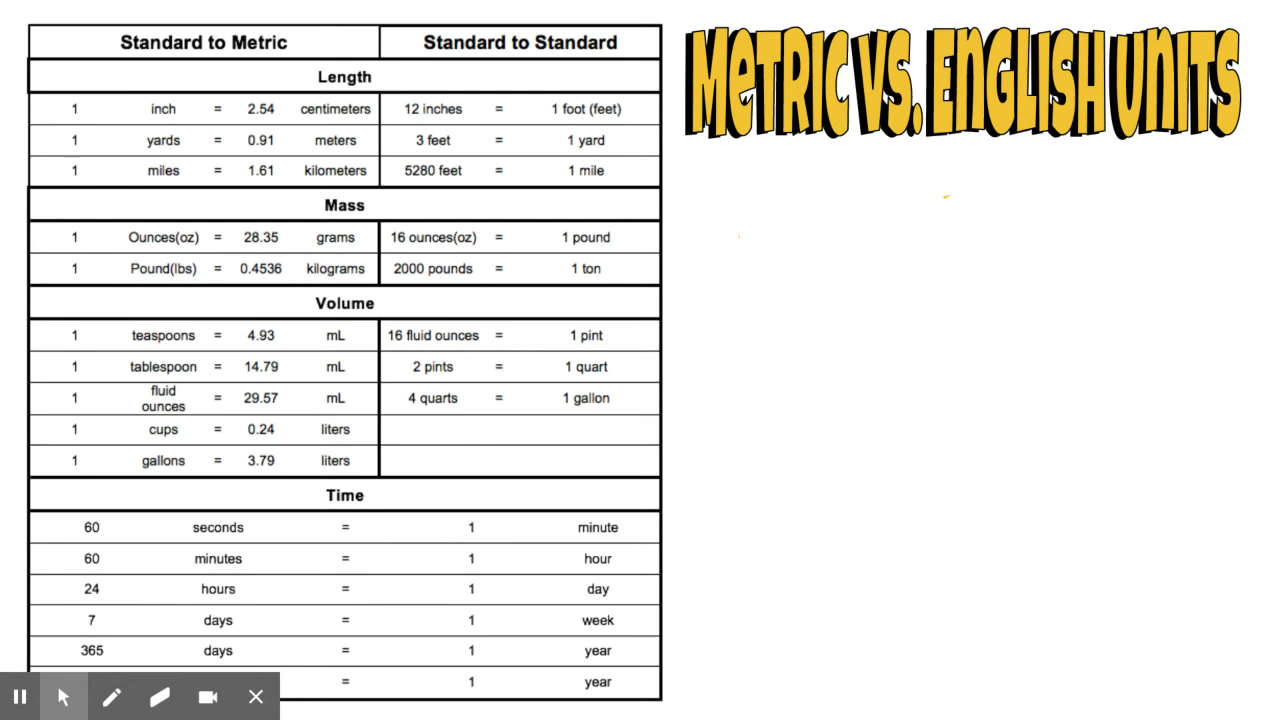 Standard to Metric Standard to Standard
Length
1 inch = 2.54 centimeters 12 inches = 1 foot (feet)
1 yards = 0.91 meters 3 feet = 1 yard
1 miles = 1.61 kilometers 5280 feet = 1 mile
Mass
1 Ounces(oz) = 28.35 grams 16 ounces(oz) = 1 pound
1 Pound(lbs) = 0.4536 kilograms 2000 pounds = 1 ton
Volume
1 teaspoons = 4.93 mL 16 fluid ounces = 1 pint
1 tablespoon = 14.79 mL 2 pints = 1 quart
1 fluid ounces = 29.57 mL 4 quarts = 1 gallon
1 cups = 0.24 liters
1 gallons = 3.79 liters
Time
60 seconds = 1 minute
60 minutes = 1 hour
24 hours = 1 day
7 days = 1 week
365 days = 1 year
= 1 year
METRIC VS. ENGLISH UNITS